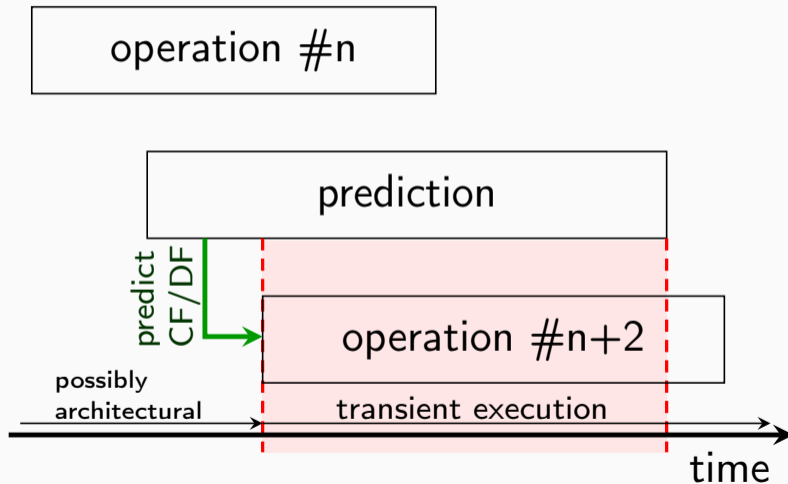 operation #n
prediction
predict
CF/DF
operation #n+2
possibly
architectural
transient execution
time